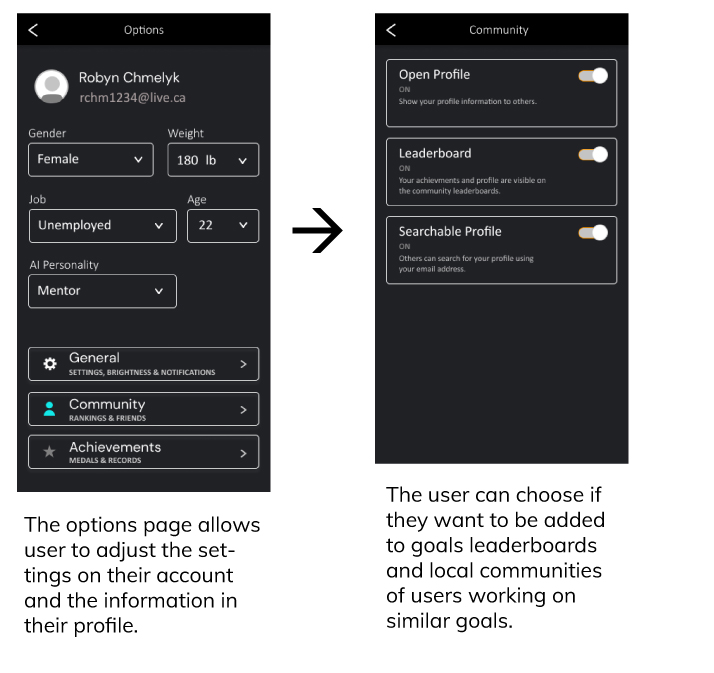 Options
Robyn Chmelyk
rchm1234@live.ca
Gender
Weight
Female
180 lb
Job
Age
Unemployed
22
AI Personality
Mentor
General
SETTINGS, BRIGHTNESS & NOTIFICATIONS
Community
RANKINGS & FRIENDS
Achievements
MEDALS & RECORDS
The options page allows
user to adjust the set-
tings on their account
and the information in
their profile.
Community
Open Profile
ON
Show your profile information to others.
Leaderboard
ON
Your achievments and profile are visible on
the community leaderboards.
Searchable Profile
ON
Others can search for your profile using
your email address.
The user can choose if
they want to be added
to goals leaderboards
and local communities
of users working on
similar goals.